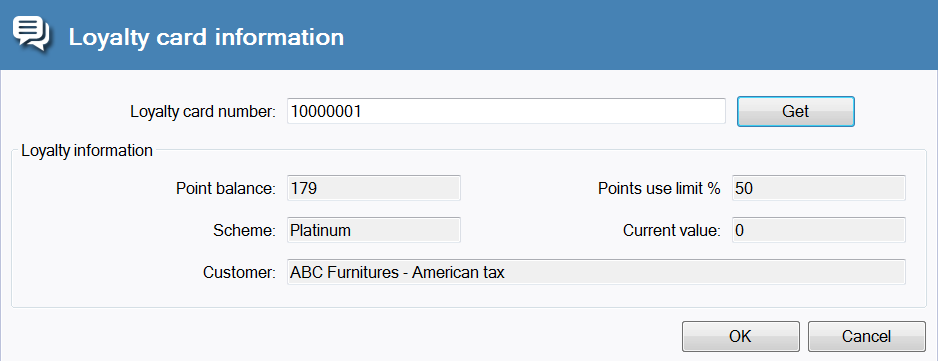 Loyalty card information
Loyalty card number: 10000001 Get
Loyalty information
Point balance: 179 Points use limit % 50
Scheme: Platinum Current value: 0
Customer: ABC Furnitures - American tax
OK Cancel